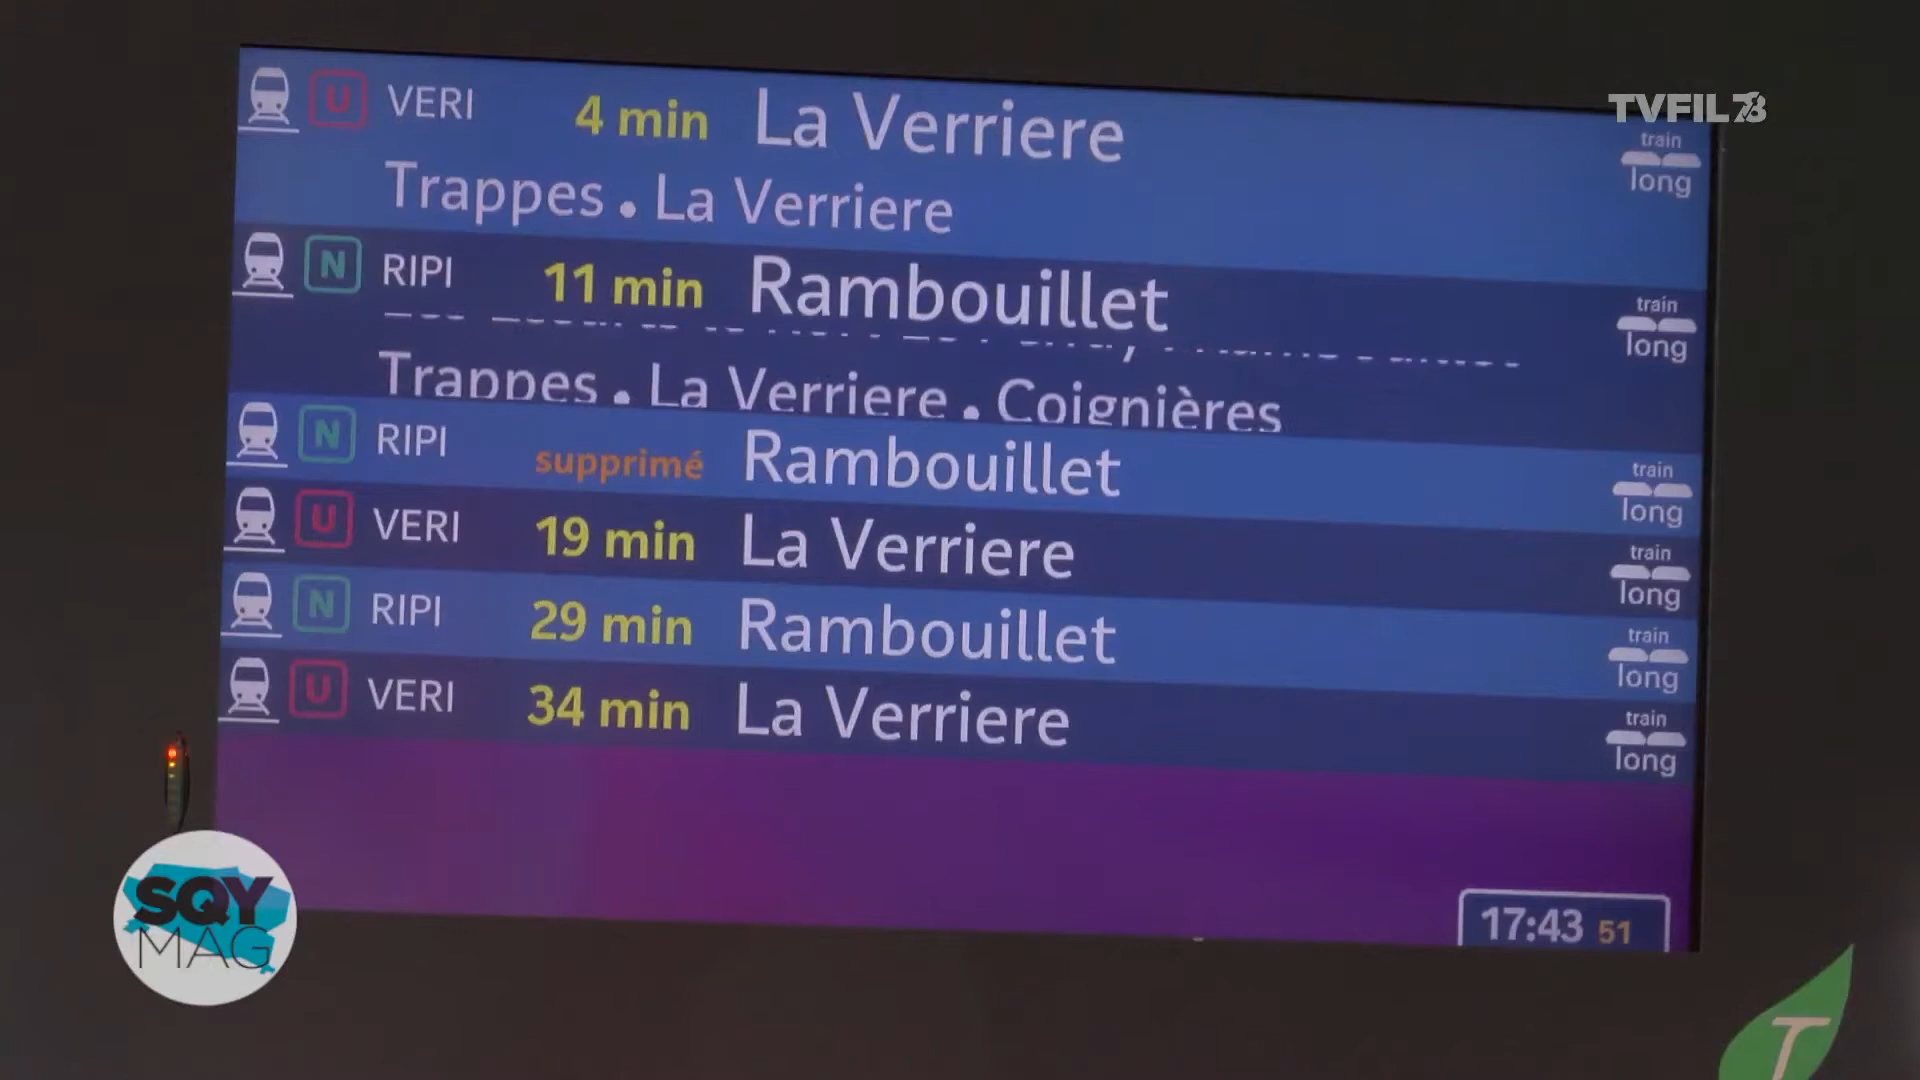 TVFIL78
U VERI 4 min La Verriere train long
Trappes . La Verriere
N RIPI 11 min Rambouillet train long
Trappes . La Verriere . Coignières
N RIPI supprimé Rambouillet train long
U VERI 19 min La Verriere train long
N RIPI 29 min Rambouillet train long
U VERI 34 min La Verriere train long
17:43 51
SQY
MAG
T